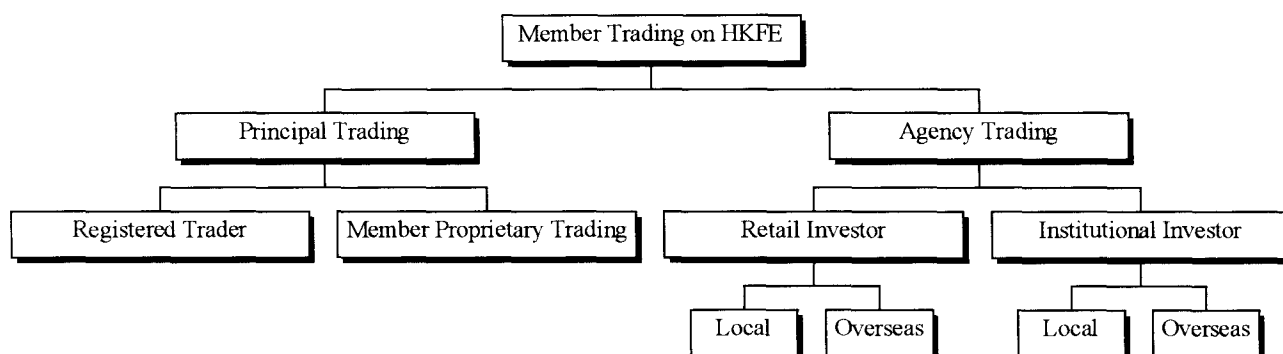 Member Trading on HKFE
Principal Trading
Agency Trading
Registered Trader
Member Proprietary Trading
Retail Investor
Institutional Investor
Local
Overseas
Local
Overseas